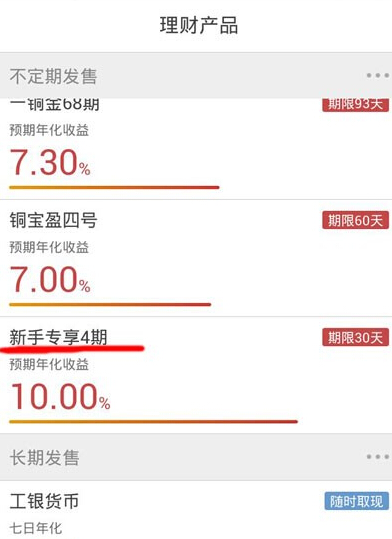 理财产品
不定期发售
一铜金68期
期限93天
预期年化收益
7.30%
铜宝盈四号
期限60天
预期年化收益
7.00%
新手专享4期
期限30天
预期年化收益
10.00%
长期发售
工银货币
随时取现
七日年化